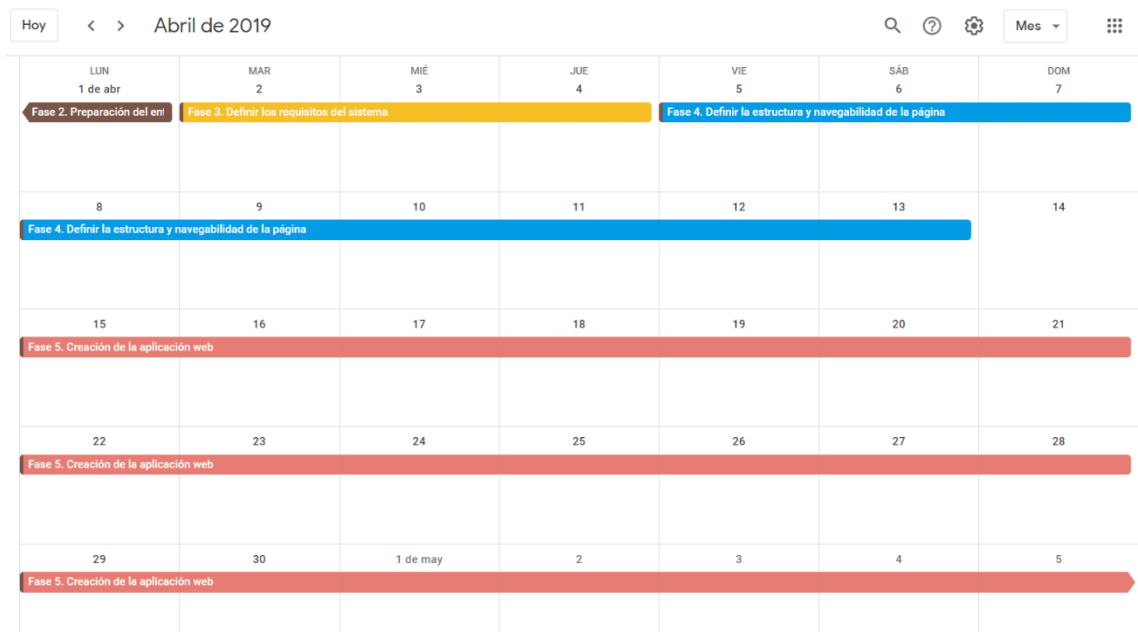 Hoy Abril de 2019 Mes
LUN MAR MIÉ JUE VIE SÁB DOM
1 de abr 2 3 4 5 6 7
Fase 2. Preparación del Fase 3. Definir los requisitos del sistema Fase 4. Definir la estructura y navegabilidad de la página
8 9 10 11 12 13 14
Fase 4. Definir la estructura y navegabilidad de la página
15 16 17 18 19 20 21
Fase 5. Creación de la aplicación web
22 23 24 25 26 27 28
Fase 5. Creación de la aplicación web
29 30 1 de may 2 3 4 5
Fase 5. Creación de la aplicación web